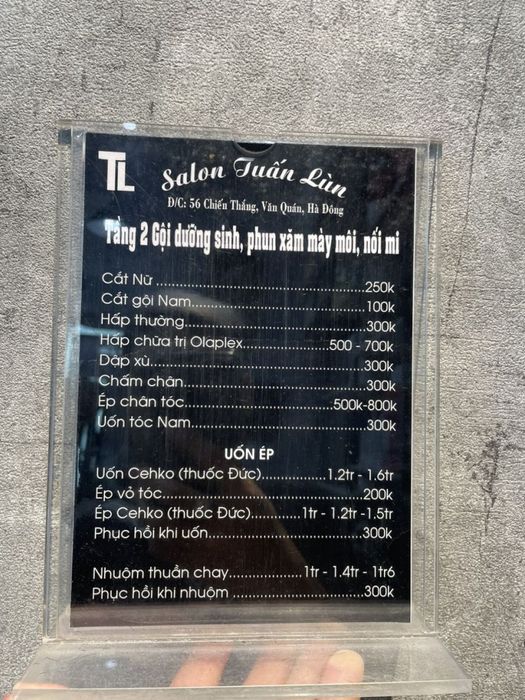 TL
Salon Tuấn Lùn
Đ/C: 56 Chiến Thắng, Văn Quán, Hà Đông
Tầng 2 Gội dưỡng sinh, phun xăm mày môi, nối mi
Cắt Nữ ................................................250k
Cắt gội Nam........................................100k
Hấp thường..........................................300k
Hấp chữa trị Olaplex....................500 - 700k
Dập xù.................................................300k
Chấm chân..........................................300k
Ép chân tóc..................................500k-800k
Uốn tóc Nam........................................300k
UỐN ÉP
Uốn Cehko (thuốc Đức)...............1.2tr - 1.6tr
Ép vỏ tóc.............................................200k
Ép Cehko (thuốc Đức).............1tr - 1.2tr -1.5tr
Phục hồi khi uốn...................................300k
Nhuộm thuần chay.................1tr - 1.4tr - 1tr6
Phục hồi khi nhuộm .............................300k